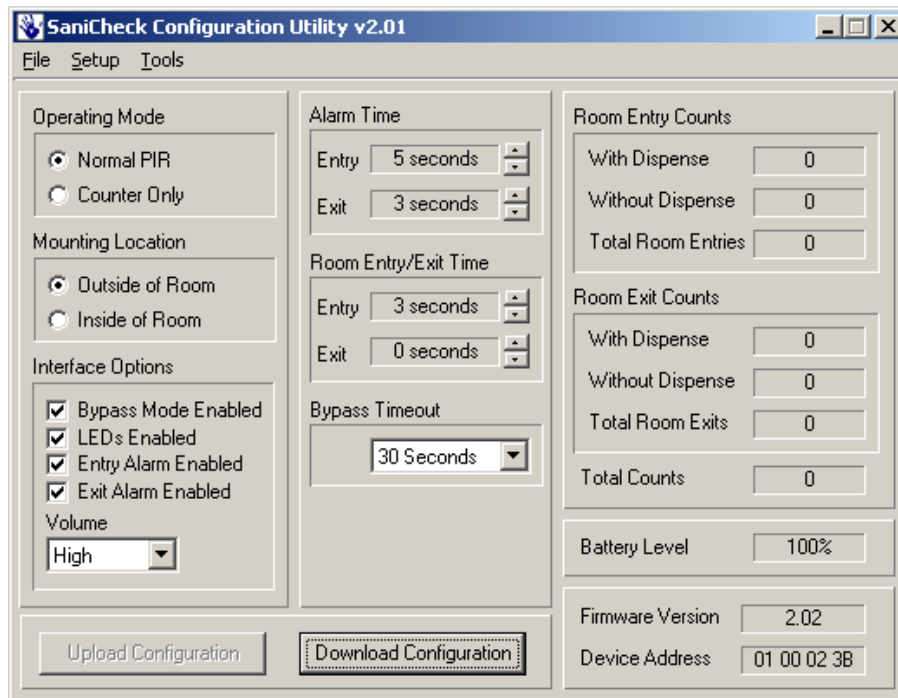 SaniCheck Configuration Utility v2.01
File Setup Tools
Operating Mode
Normal PIR
Counter Only
Mounting Location
Outside of Room
Inside of Room
Interface Options
Bypass Mode Enabled
LEDs Enabled
Entry Alarm Enabled
Exit Alarm Enabled
Volume
High
Alarm Time
Entry 5 seconds
Exit 3 seconds
Room Entry/Exit Time
Entry 3 seconds
Exit 0 seconds
Bypass Timeout
30 Seconds
Room Entry Counts
With Dispense 0
Without Dispense 0
Total Room Entries 0
Room Exit Counts
With Dispense 0
Without Dispense 0
Total Room Exits 0
Total Counts 0
Battery Level 100%
Firmware Version 2.02
Device Address 01 00 02 3B
Upload Configuration
Download Configuration